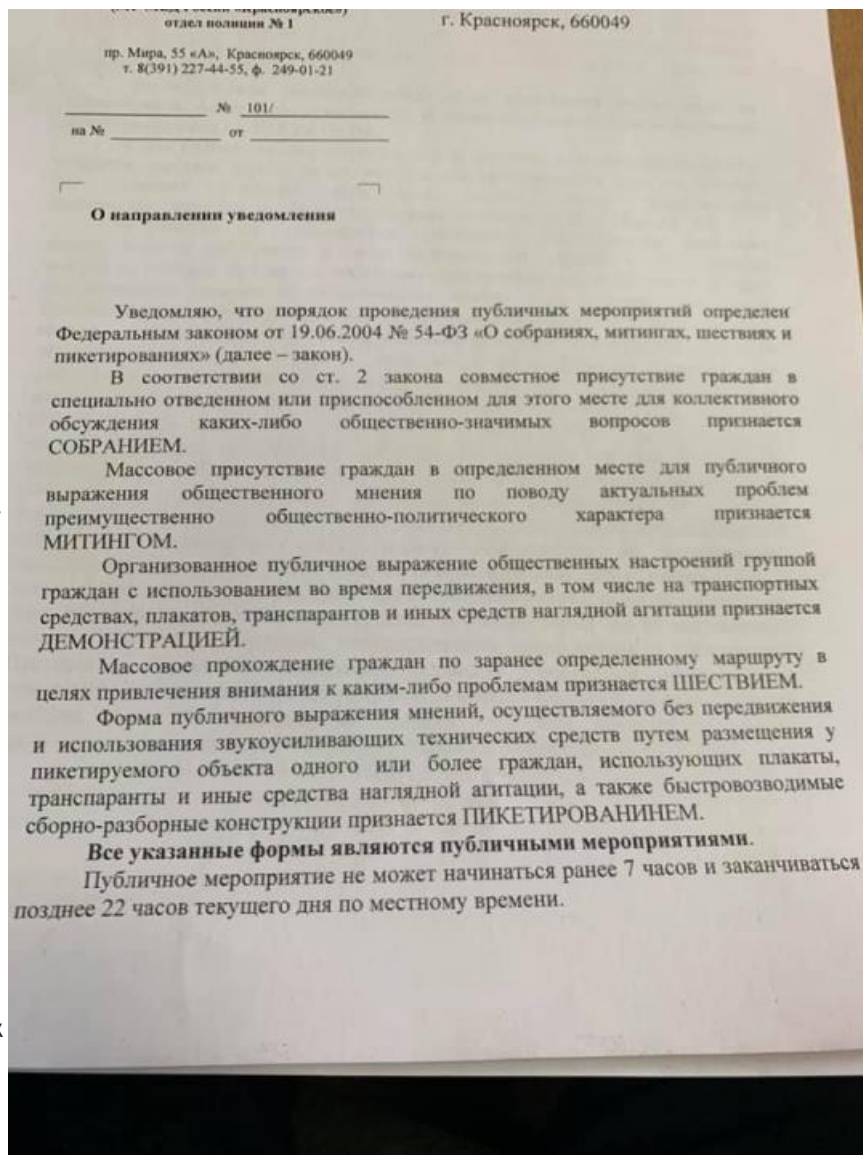 отдел полиции № 1
г. Красноярск, 660049
пр. Мира, 55 «А», Красноярск, 660049
т. 8(391) 227-44-55, ф. 249-01-21
№ 101/
на № от
О направлении уведомления
Уведомляю, что порядок проведения публичных мероприятий определен
Федеральным законом от 19.06.2004 № 54-ФЗ «О собраниях, митингах, шествиях и
пикетированиях» (далее – закон).
В соответствии со ст. 2 закона совместное присутствие граждан в
специально отведенном или приспособленном для этого месте для коллективного
обсуждения каких-либо общественно-значимых вопросов признается
СОБРАНИЕМ.
Массовое присутствие граждан в определенном месте для публичного
выражения общественного мнения по поводу актуальных проблем
преимущественно общественно-политического характера признается
МИТИНГОМ.
Организованное публичное выражение общественных настроений группой
граждан с использованием во время передвижения, в том числе на транспортных
средствах, плакатов, транспарантов и иных средств наглядной агитации признается
ДЕМОНСТРАЦИЕЙ.
Массовое прохождение граждан по заранее определенному маршруту в
целях привлечения внимания к каким-либо проблемам признается ШЕСТВИЕМ.
Форма публичного выражения мнений, осуществляемого без передвижения
и использования звукоусиливающих технических средств путем размещения у
пикетируемого объекта одного или более граждан, использующих плакаты,
транспаранты и иные средства наглядной агитации, а также быстровозводимые
сборно-разборные конструкции признается ПИКЕТИРОВАНИНЕМ.
Все указанные формы являются публичными мероприятиями.
Публичное мероприятие не может начинаться ранее 7 часов и заканчиваться
позднее 22 часов текущего дня по местному времени.